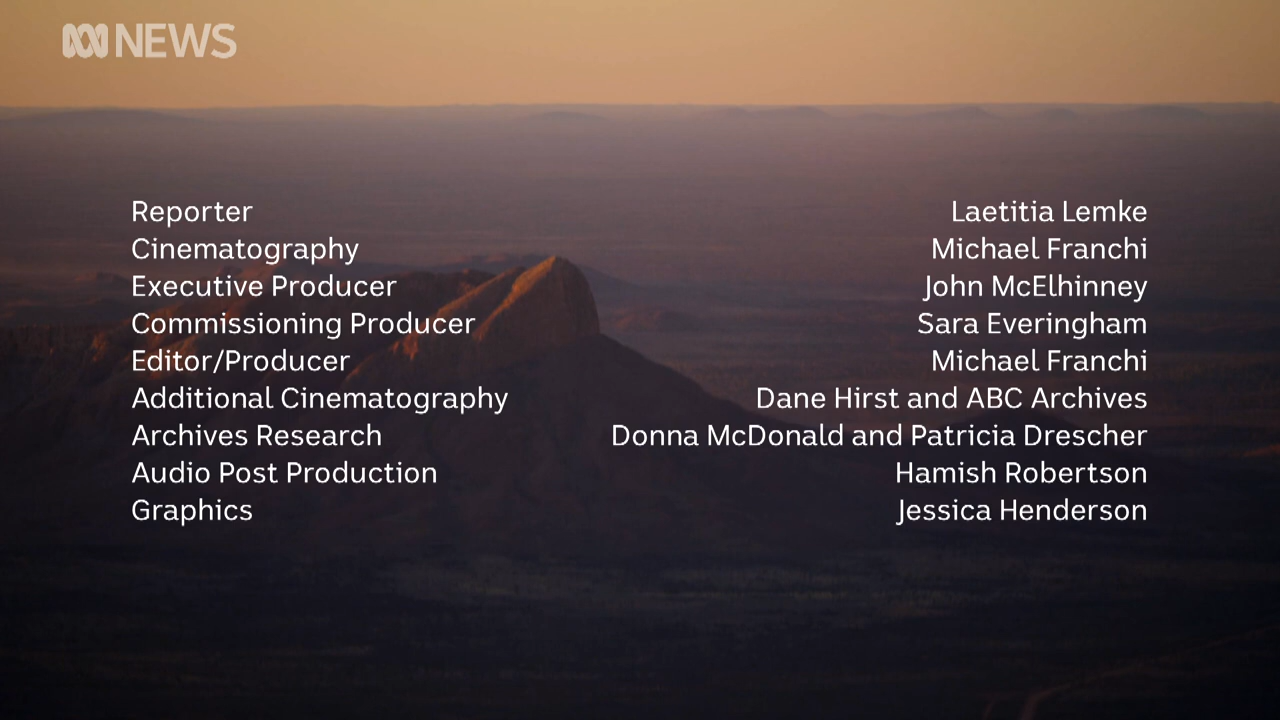 NEWS
Reporter Laetitia Lemke
Cinematography Michael Franchi
Executive Producer John McElhinney
Commissioning Producer Sara Everingham
Editor/Producer Michael Franchi
Additional Cinematography Dane Hirst and ABC Archives
Archives Research Donna McDonald and Patricia Drescher
Audio Post Production Hamish Robertson
Graphics Jessica Henderson